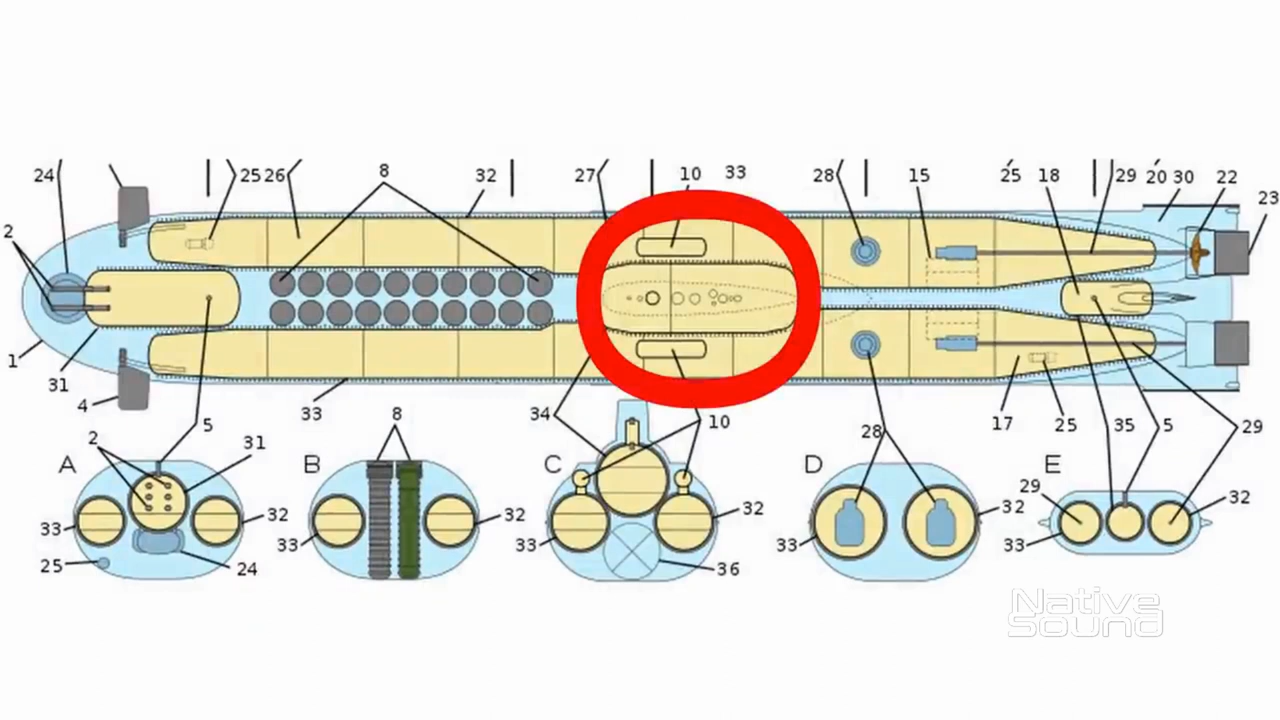 24 25 26 8 32 27 10 33 28 15 25 18 29 20 30 22 23
2
1
31
4 33 5 34 10 28 17 25 35 5 29
A 2 31 B 8 C D E
29
33 32 33 32 33 32 33 32 33 32
25 24 36
Native
Sound